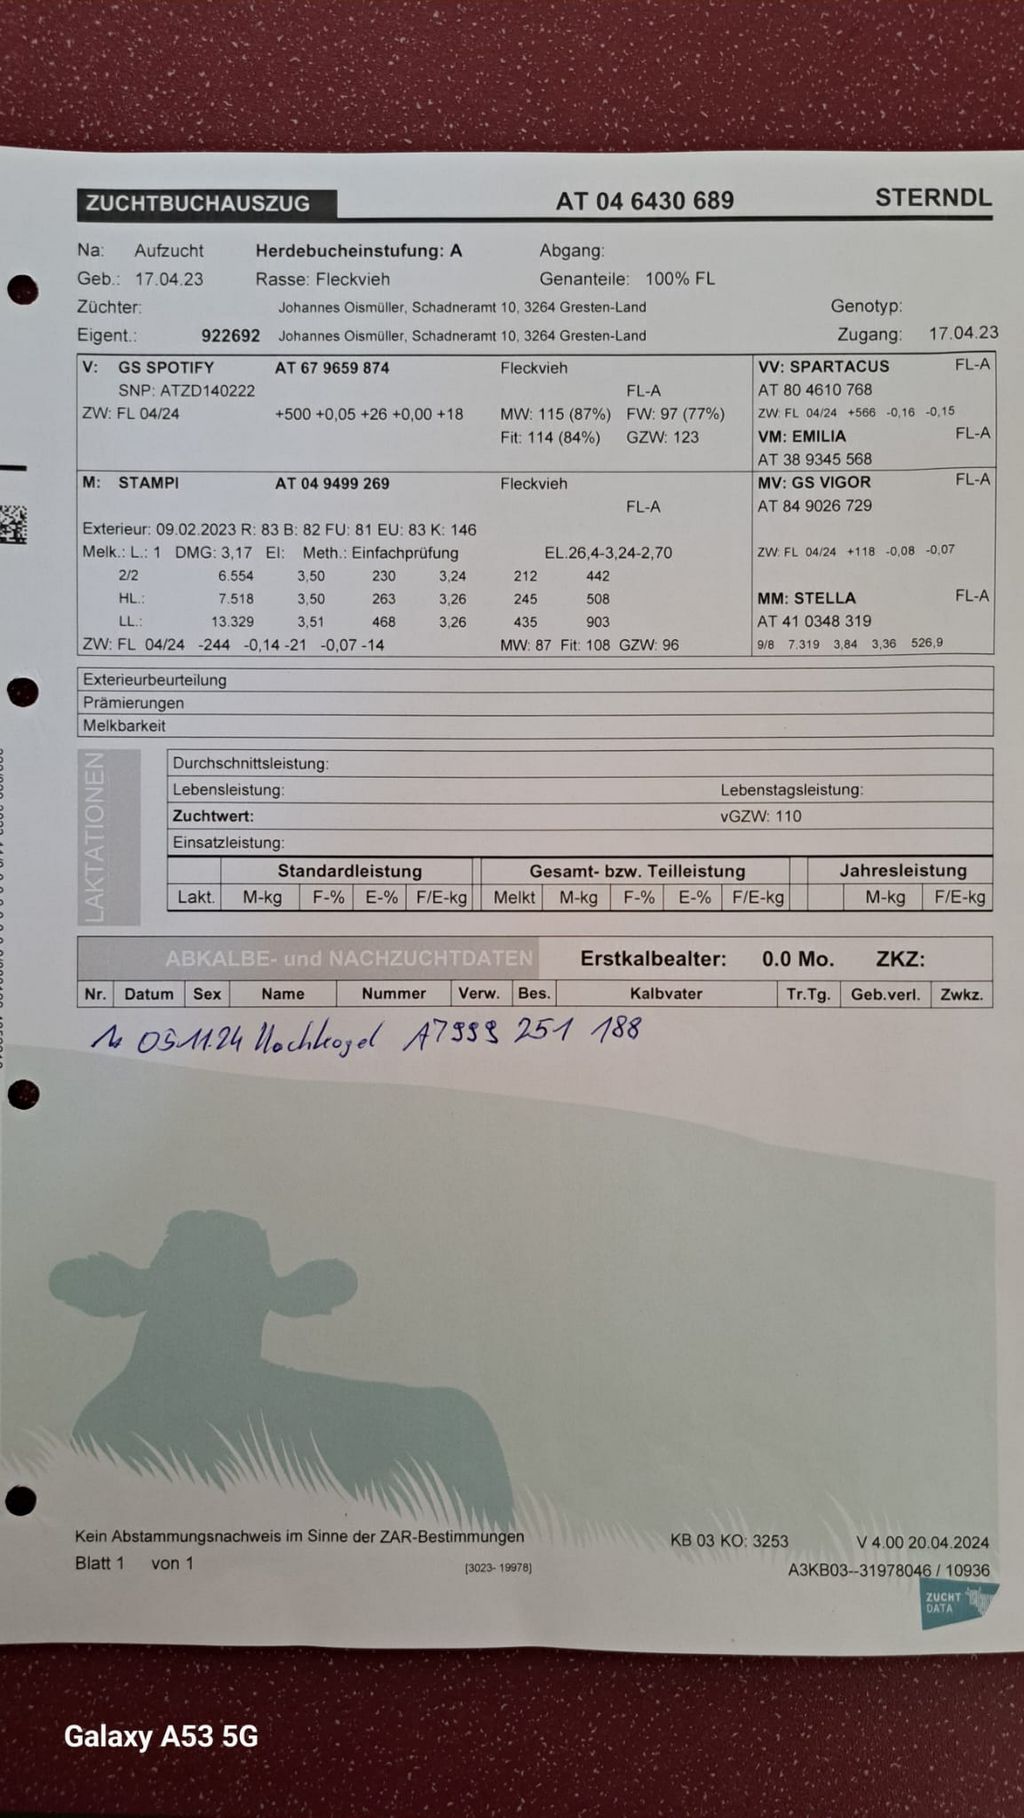 ZUCHTBUCHAUSZUG AT 04 6430 689 STERNDL
Na: Aufzucht Herdebucheinstufung: A Abgang:
Geb.: 17.04.23 Rasse: Fleckvieh Genanteile: 100% FL
Züchter: Johannes Oismüller, Schadneramt 10, 3264 Gresten-Land Genotyp:
Eigent.: 922692 Johannes Oismüller, Schadneramt 10, 3264 Gresten-Land Zugang: 17.04.23
V: GS SPOTIFY AT 67 9659 874 Fleckvieh VV: SPARTACUS FL-A
SNP: ATZD140222 FL-A AT 80 4610 768
ZW: FL 04/24 +500 +0,05 +26 +0,00 +18 MW: 115 (87%) FW: 97 (77%) ZW: FL 04/24 +566 -0,16 -0,15
Fit: 114 (84%) GZW: 123 VM: EMILIA FL-A
AT 38 9345 568
M: STAMPI AT 04 9499 269 Fleckvieh MV: GS VIGOR FL-A
FL-A AT 84 9026 729
Exterieur: 09.02.2023 R: 83 B: 82 FU: 81 EU: 83 K: 146
Melk.: L.: 1 DMG: 3,17 EI: Meth.: Einfachprüfung EL.26,4-3,24-2,70 ZW: FL 04/24 +118 -0,08 -0,07
2/2 6.554 3,50 230 3,24 212 442
HL.: 7.518 3,50 263 3,26 245 508 MM: STELLA FL-A
LL.: 13.329 3,51 468 3,26 435 903 AT 41 0348 319
ZW: FL 04/24 -244 -0,14 -21 -0,07 -14 MW: 87 Fit: 108 GZW: 96 9/8 7.319 3,84 3,36 526,9
Exterieurbeurteilung
Prämierungen
Melkbarkeit
LAKTATIONEN
Durchschnittsleistung:
Lebensleistung: Lebenstagsleistung:
Zuchtwert: vGZW: 110
Einsatzleistung:
Standardleistung Gesamt- bzw. Teilleistung Jahresleistung
Lakt. M-kg F-% E-% F/E-kg Melkt M-kg F-% E-% F/E-kg M-kg F/E-kg
ABKALBE- und NACHZUCHTDATEN Erstkalbealter: 0.0 Mo. ZKZ:
Nr. Datum Sex Name Nummer Verw. Bes. Kalbvater Tr.Tg. Geb.verl. Zwkz.
05.11.24 Hochkogel 251 188
Kein Abstammungsnachweis im Sinne der ZAR-Bestimmungen KB 03 KO: 3253 V 4.00 20.04.2024
Blatt 1 von 1 [3023- 19978] A3KB03--31978046 / 10936
ZUCHT
DATA
Galaxy A53 5G